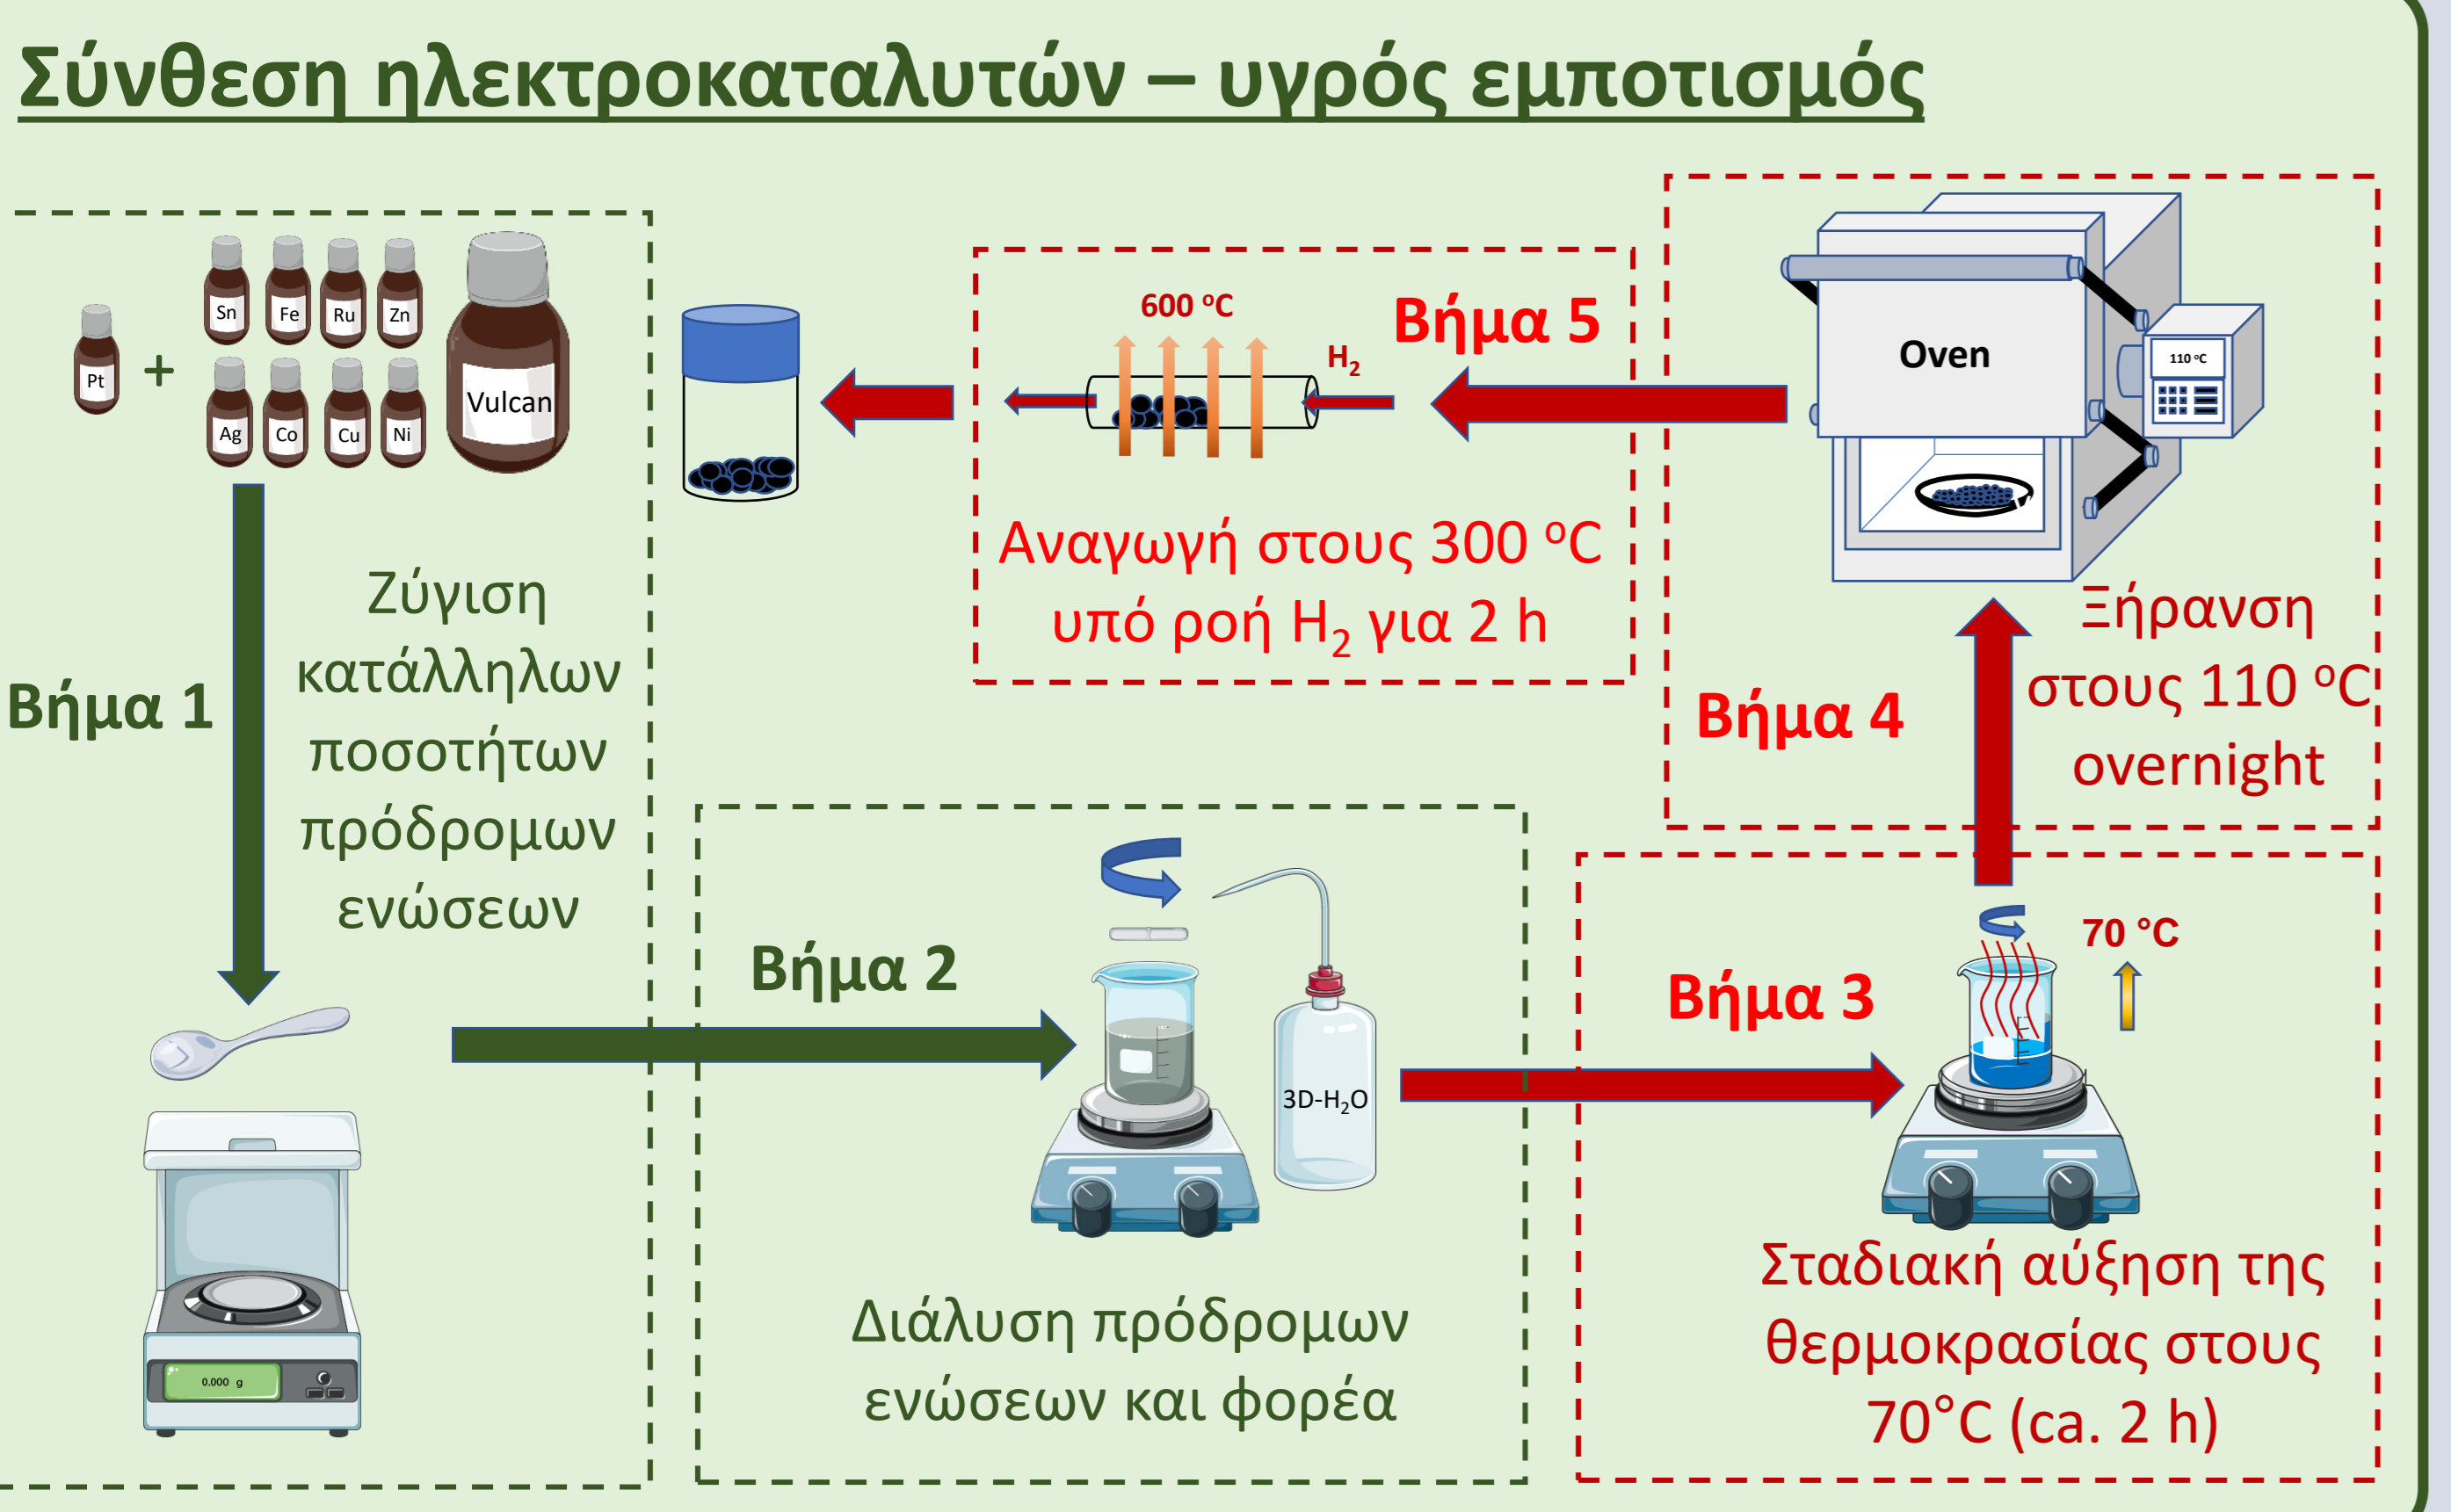 Σύνθεση ηλεκτροκαταλυτών – υγρός εμποτισμός
Pt
+
Sn
Fe
Ru
Zn
Ag
Co
Cu
Ni
Vulcan
Βήμα 1
Ζύγιση
κατάλληλων
ποσοτήτων
πρόδρομων
ενώσεων
0.000 g
Βήμα 2
3D-H₂O
Διάλυση πρόδρομων
ενώσεων και φορέα
Βήμα 3
70 °C
Σταδιακή αύξηση της
θερμοκρασίας στους
70°C (ca. 2 h)
Βήμα 4
Oven
110 °C
Ξήρανση
στους 110 °C
overnight
Βήμα 5
600 °C
H₂
Αναγωγή στους 300 °C
υπό ροή H₂ για 2 h